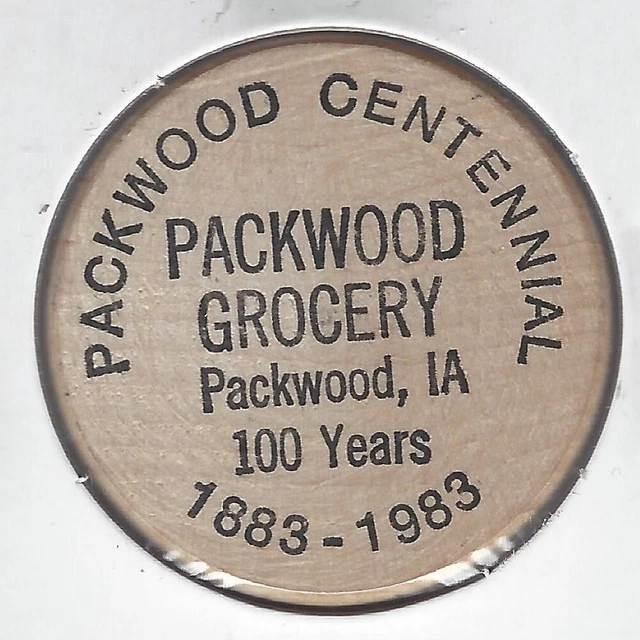 PACKWOOD CENTENNIAL
PACKWOOD
GROCERY
Packwood, IA
100 Years
1883-1983